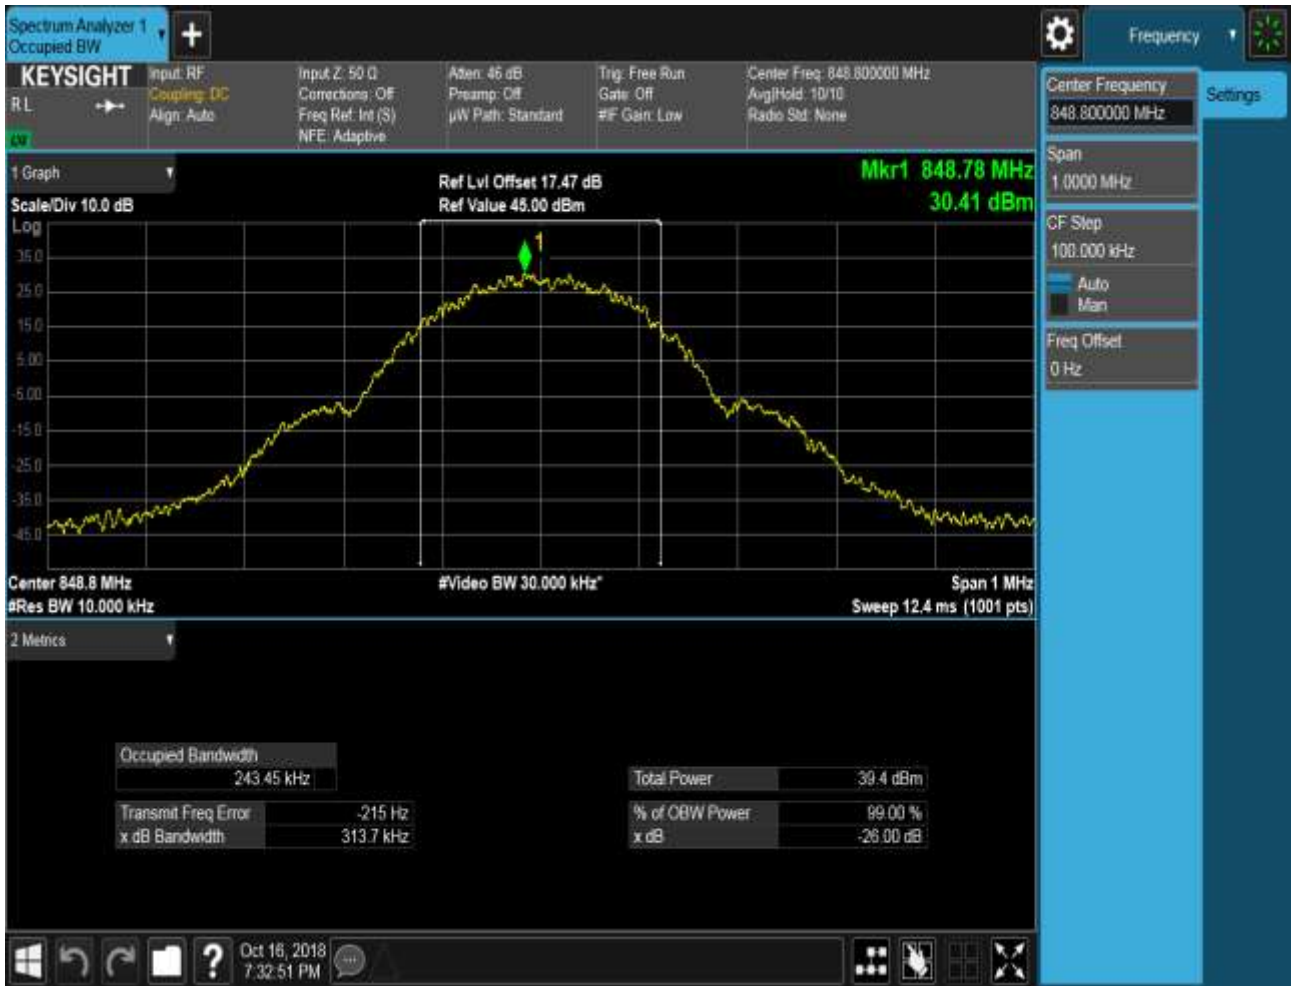 Spectrum Analyzer 1
Occupied BW
Frequency
KEYSIGHT
R L
Input: RF
Coupling: DC
Align: Auto
Input Z: 50 Ω
Corrections: Off
Freq Ref: Int (S)
NFE: Adaptive
Atten: 46 dB
Preamp: Off
µW Path: Standard
Trig: Free Run
Gate: Off
#IF Gain: Low
Center Freq: 848.800000 MHz
Avg|Hold: 10/10
Radio Std: None
Center Frequency
848.800000 MHz
Settings
Span
1.0000 MHz
CF Step
100.000 kHz
Auto
Man
Freq Offset
0 Hz
1 Graph
Scale/Div 10.0 dB
Ref Lvl Offset 17.47 dB
Ref Value 45.00 dBm
Mkr1 848.78 MHz
30.41 dBm
Log
35.0
25.0
15.0
5.00
-5.00
-15.0
-25.0
-35.0
-45.0
1
Center 848.8 MHz
#Res BW 10.000 kHz
#Video BW 30.000 kHz*
Span 1 MHz
Sweep 12.4 ms (1001 pts)
2 Metrics
Occupied Bandwidth
243.45 kHz
Transmit Freq Error -215 Hz
x dB Bandwidth 313.7 kHz
Total Power 39.4 dBm
% of OBW Power 99.00 %
x dB -26.00 dB
?
Oct 16, 2018
7:32:51 PM